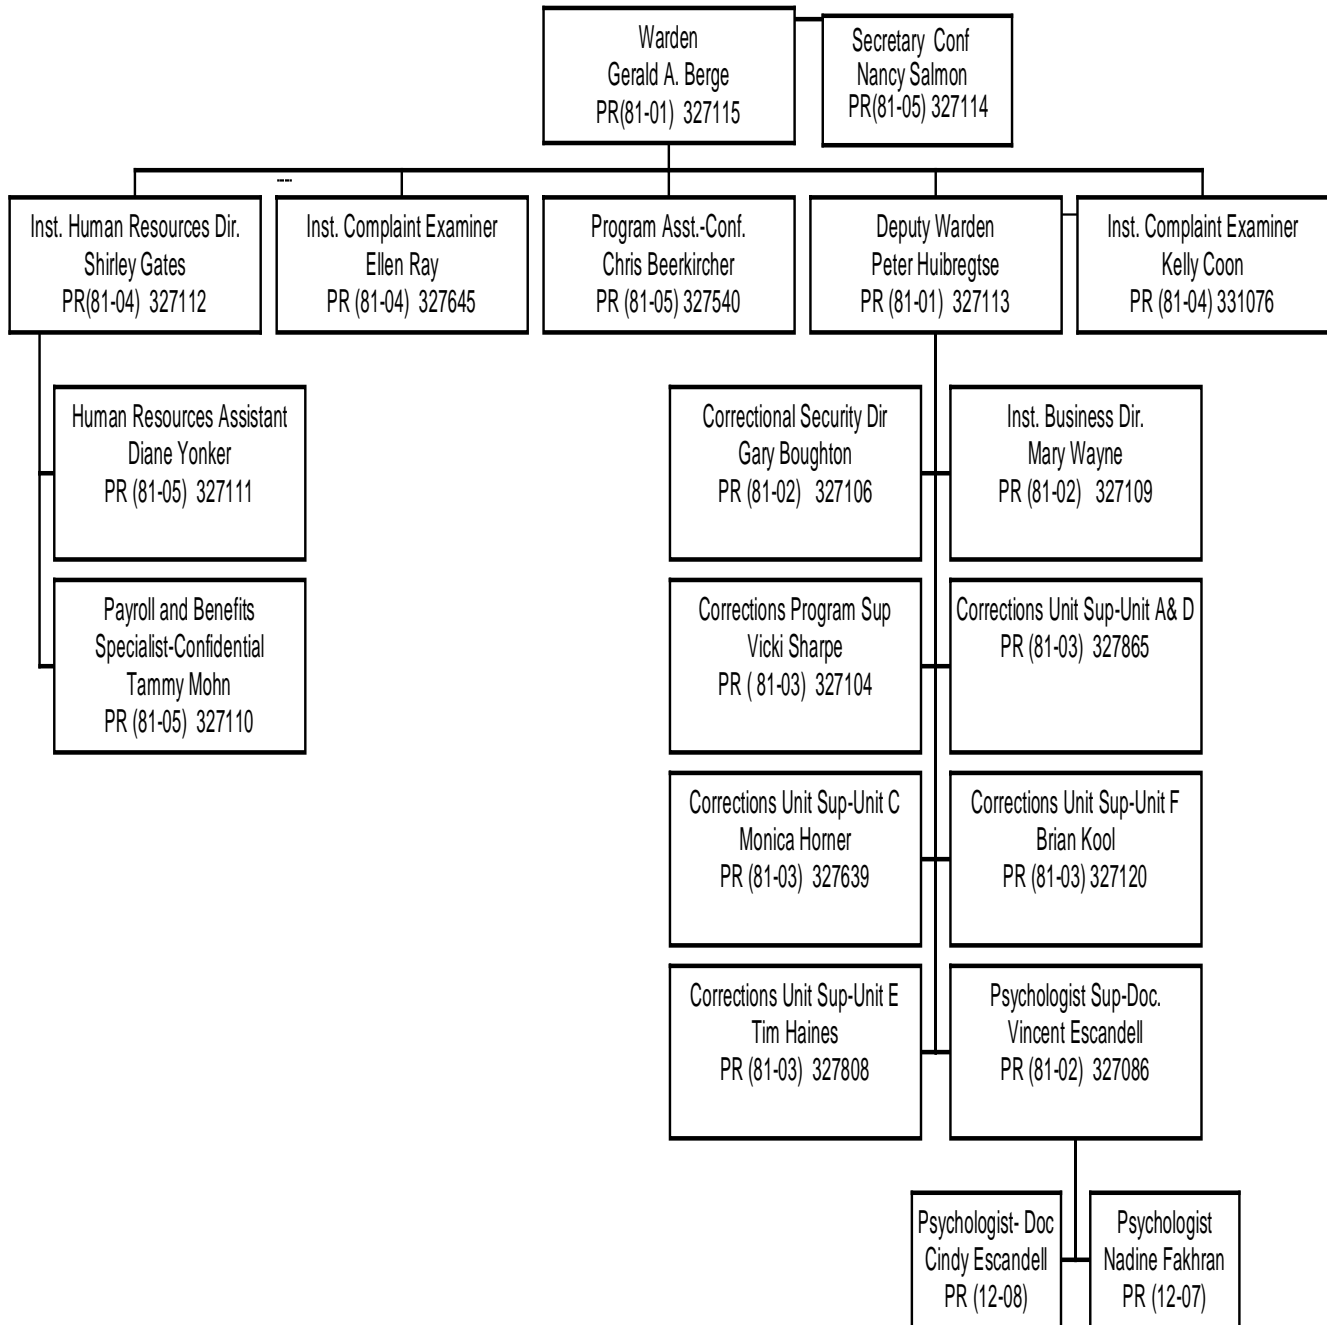 Warden
Gerald A. Berge
PR(81-01) 327115
Secretary Conf
Nancy Salmon
PR(81-05) 327114
Inst. Human Resources Dir.
Shirley Gates
PR(81-04) 327112
Inst. Complaint Examiner
Ellen Ray
PR (81-04) 327645
Program Asst.-Conf.
Chris Beerkircher
PR (81-05) 327540
Deputy Warden
Peter Huibregtse
PR (81-01) 327113
Inst. Complaint Examiner
Kelly Coon
PR (81-04) 331076
Human Resources Assistant
Diane Yonker
PR (81-05) 327111
Payroll and Benefits
Specialist-Confidential
Tammy Mohn
PR (81-05) 327110
Correctional Security Dir
Gary Boughton
PR (81-02) 327106
Inst. Business Dir.
Mary Wayne
PR (81-02) 327109
Corrections Program Sup
Vicki Sharpe
PR ( 81-03) 327104
Corrections Unit Sup-Unit A& D
PR (81-03) 327865
Corrections Unit Sup-Unit C
Monica Horner
PR (81-03) 327639
Corrections Unit Sup-Unit F
Brian Kool
PR (81-03) 327120
Corrections Unit Sup-Unit E
Tim Haines
PR (81-03) 327808
Psychologist Sup-Doc.
Vincent Escandell
PR (81-02) 327086
Psychologist- Doc
Cindy Escandell
PR (12-08)
Psychologist
Nadine Fakhran
PR (12-07)